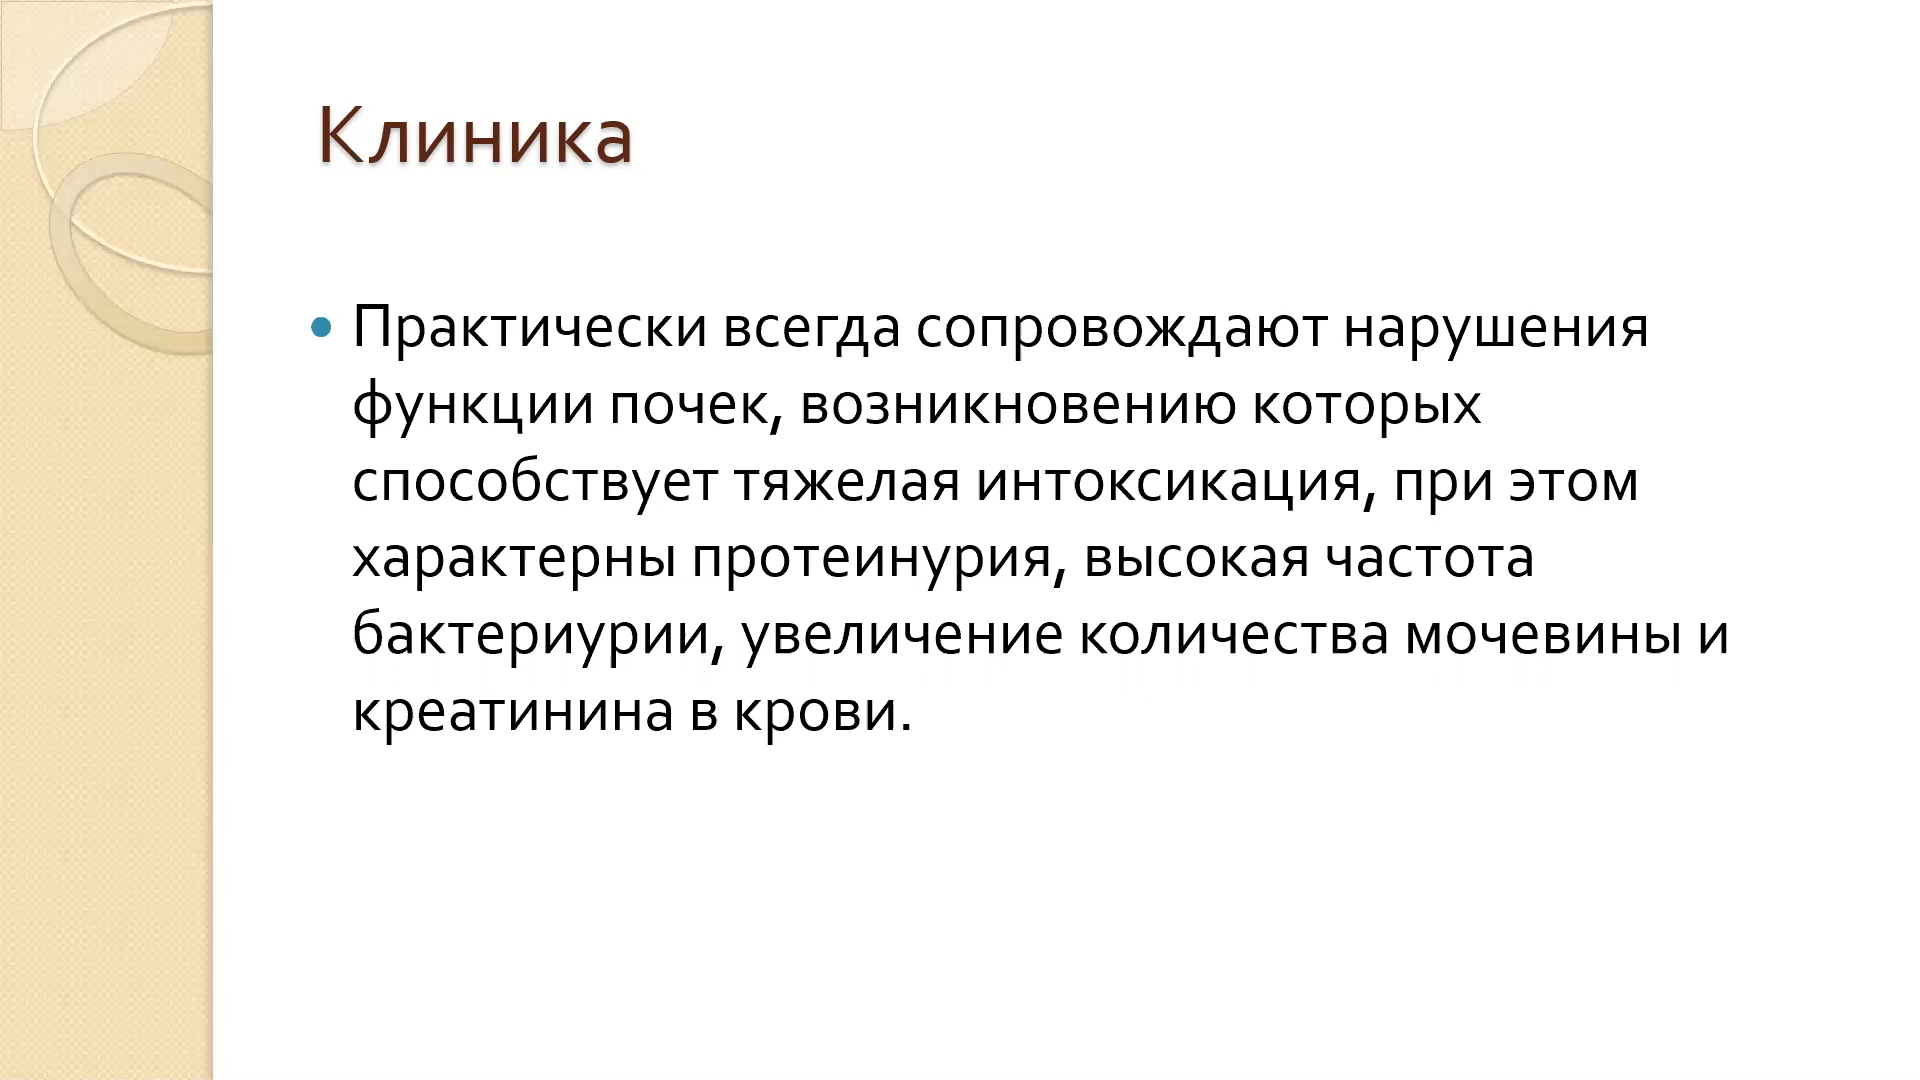 Клиника
• Практически всегда сопровождают нарушения
функции почек, возникновению которых
способствует тяжелая интоксикация, при этом
характерны протеинурия, высокая частота
бактериурии, увеличение количества мочевины и
креатинина в крови.